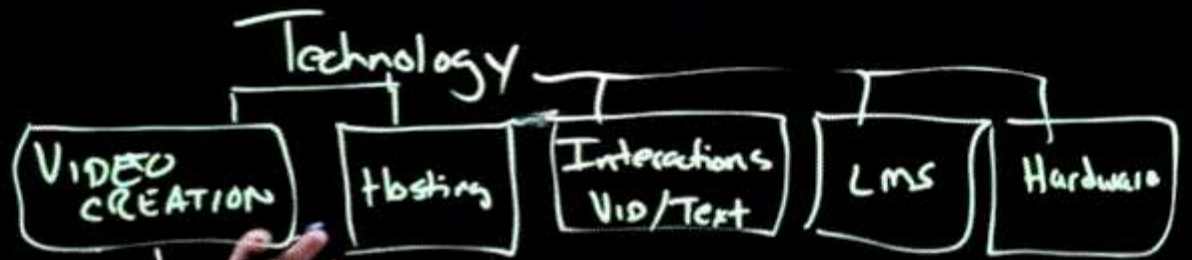 Technology
VIDEO
CREATION
Hosting
Interactions
VID/Text
LMS
Hardware